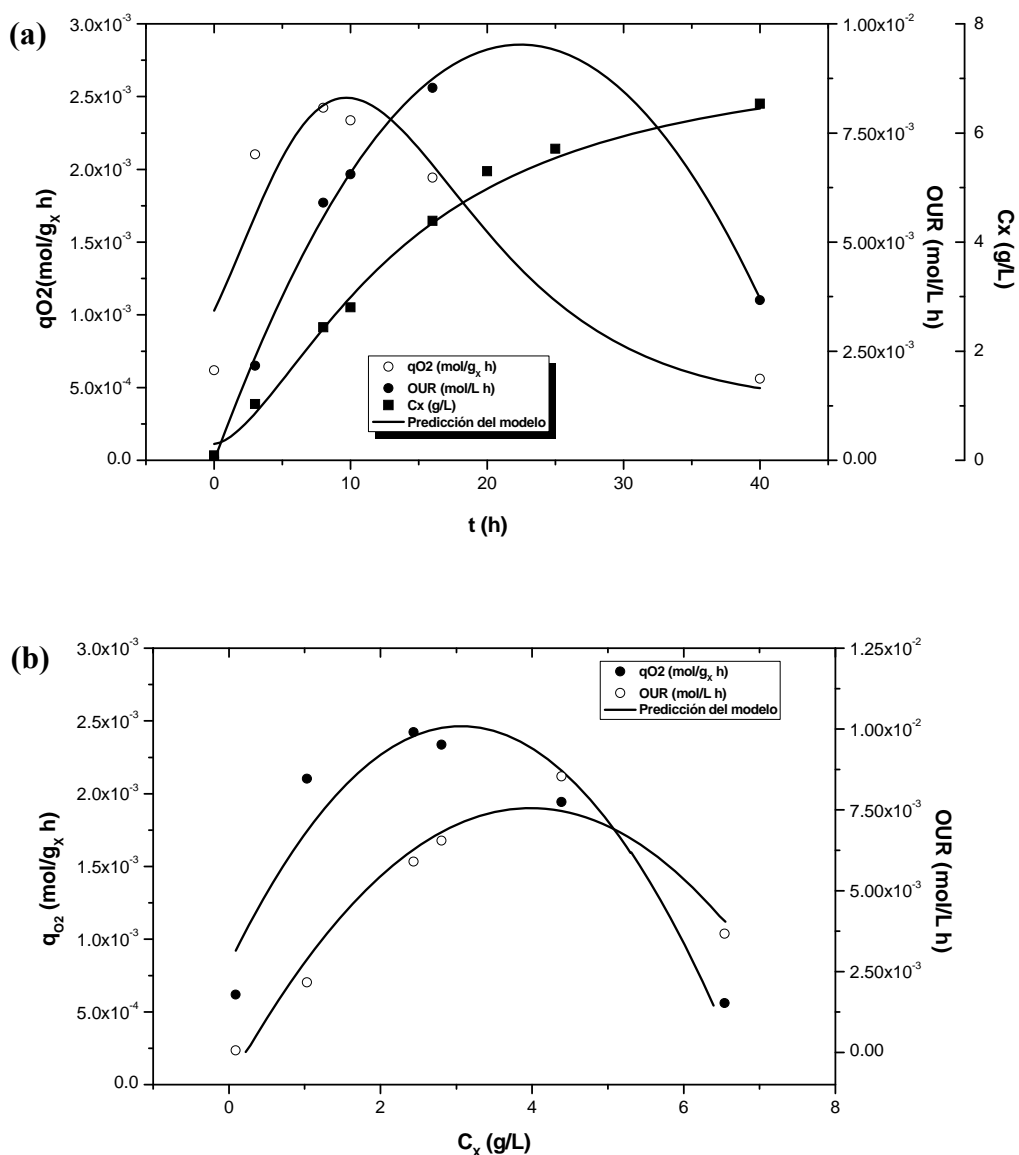 (a)
3.0x10⁻³
2.5x10⁻³
2.0x10⁻³
1.5x10⁻³
1.0x10⁻³
5.0x10⁻⁴
0.0
qO2(mol/gₓ h)
1.00x10⁻²
7.50x10⁻³
5.00x10⁻³
2.50x10⁻³
0.00
OUR (mol/L h)
8
6
4
2
0
Cx (g/L)
qO2 (mol/gₓ h)
OUR (mol/L h)
Cx (g/L)
Predicción del modelo
0 10 20 30 40
t (h)
(b)
3.0x10⁻³
2.5x10⁻³
2.0x10⁻³
1.5x10⁻³
1.0x10⁻³
5.0x10⁻⁴
0.0
q_O2 (mol/gₓ h)
1.25x10⁻²
1.00x10⁻²
7.50x10⁻³
5.00x10⁻³
2.50x10⁻³
0.00
OUR (mol/L h)
qO2 (mol/gₓ h)
OUR (mol/L h)
Predicción del modelo
0 2 4 6 8
Cₓ (g/L)